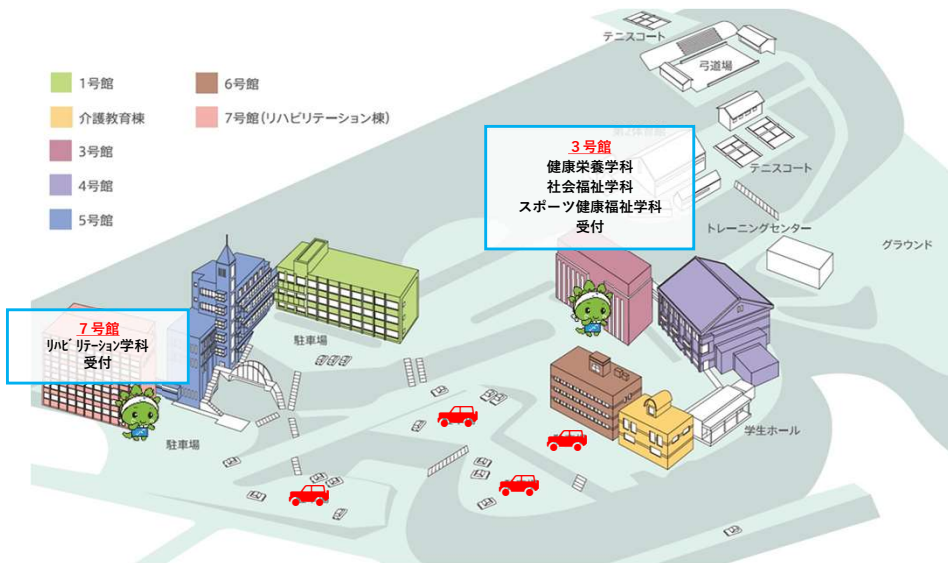 テニスコート
弓道場
1号館
介護教育棟
3号館
4号館
5号館
6号館
7号館(リハビリテーション棟)
３号館
健康栄養学科
社会福祉学科
スポーツ健康福祉学科
受付
テニスコート
トレーニングセンター
グラウンド
７号館
ﾘﾊﾋﾞﾘﾃｰｼｮﾝ学科
受付
駐車場
駐車場
学生ホール